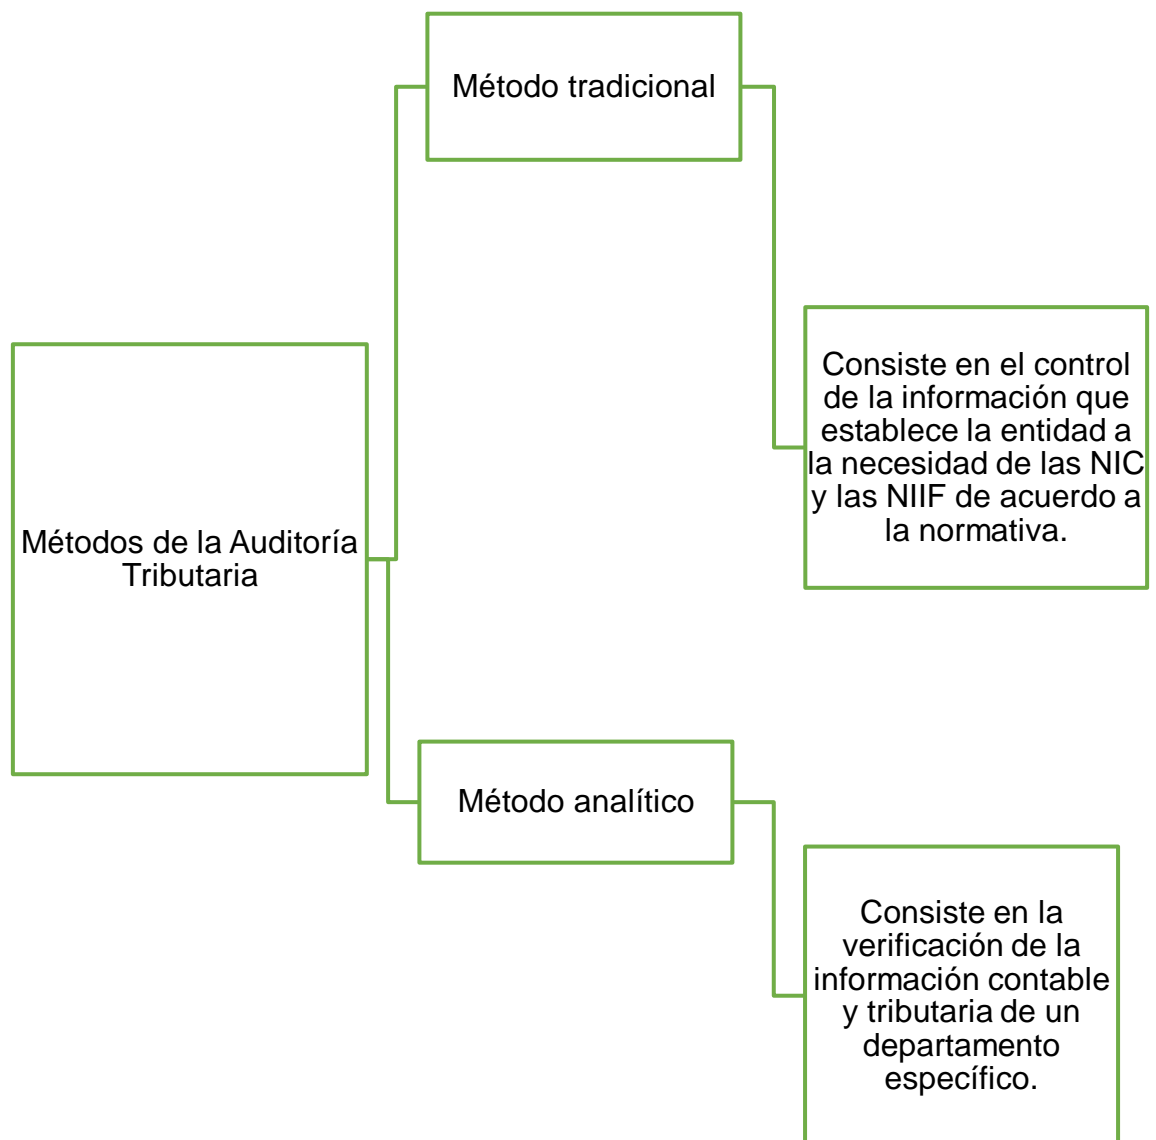 Método tradicional
Consiste en el control
de la información que
establece la entidad a
la necesidad de las NIC
y las NIIF de acuerdo a
la normativa.
Métodos de la Auditoría
Tributaria
Método analítico
Consiste en la
verificación de la
información contable
y tributaria de un
departamento
específico.